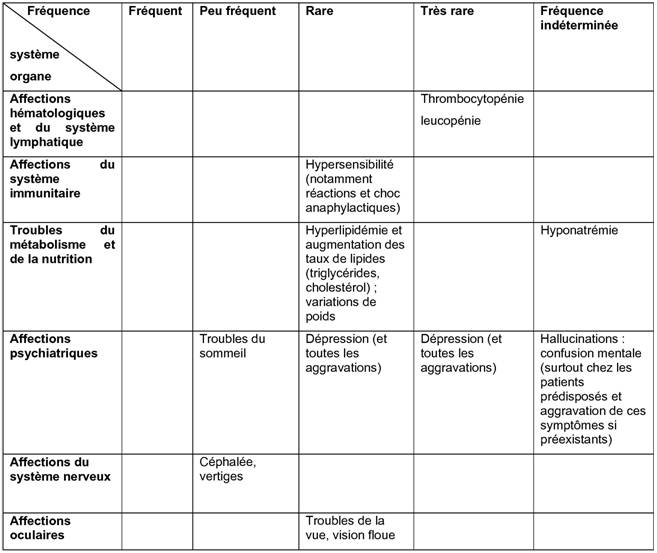 Fréquence
système
organe
Fréquent
Peu fréquent
Rare
Très rare
Fréquence
indéterminée
Affections
hématologiques
et du système
lymphatique
Thrombocytopénie
leucopénie
Affections du
système
immunitaire
Hypersensibilité
(notamment
réactions et choc
anaphylactiques)
Troubles du
métabolisme et
de la nutrition
Hyperlipidémie et
augmentation des
taux de lipides
(triglycérides,
cholestérol) ;
variations de
poids
Hyponatrémie
Affections
psychiatriques
Troubles du
sommeil
Dépression (et
toutes les
aggravations)
Dépression (et
toutes les
aggravations)
Hallucinations :
confusion mentale
(surtout chez les
patients
prédisposés et
aggravation de ces
symptômes si
préexistants)
Affections du
système nerveux
Céphalée,
vertiges
Affections
oculaires
Troubles de la
vue, vision floue